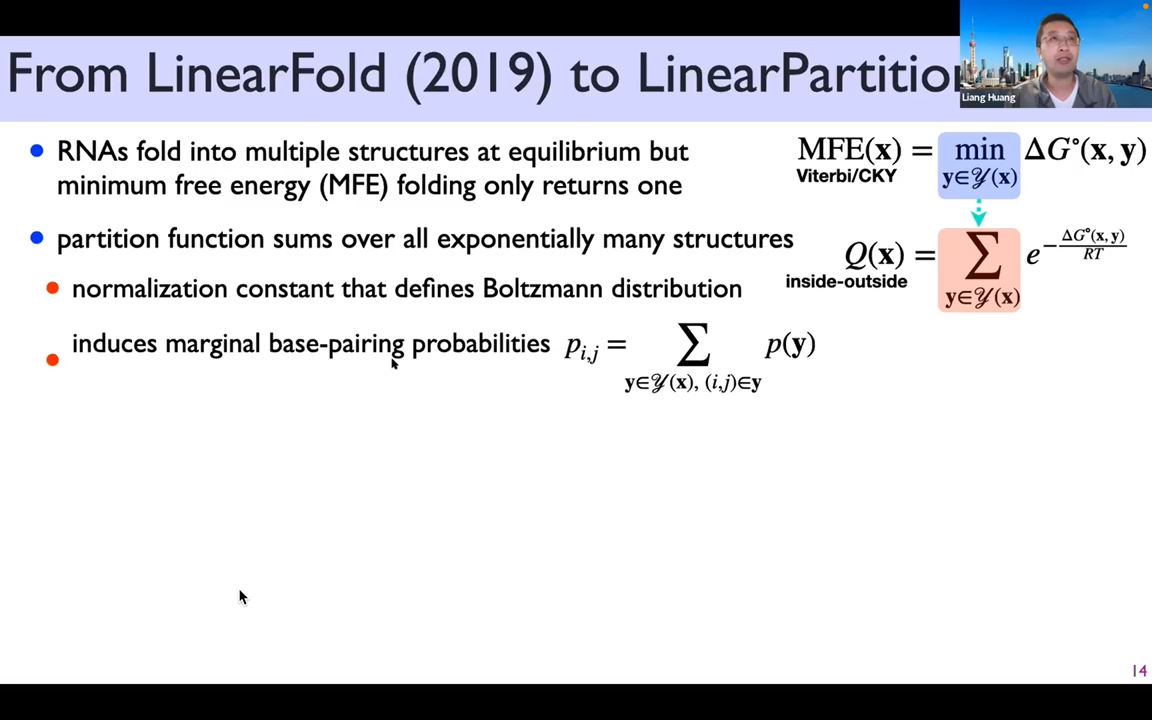 From LinearFold (2019) to LinearPartitio
Liang Huang
RNAs fold into multiple structures at equilibrium but
minimum free energy (MFE) folding only returns one
MFE(x) = min ΔG°(x, y)
Viterbi/CKY y∈𝒴(x)
partition function sums over all exponentially many structures
Q(x) = ∑ e^{-ΔG°(x,y)/RT}
inside-outside y∈𝒴(x)
normalization constant that defines Boltzmann distribution
induces marginal base-pairing probabilities p_{i,j} = ∑ p(y)
y∈𝒴(x), (i,j)∈y
14